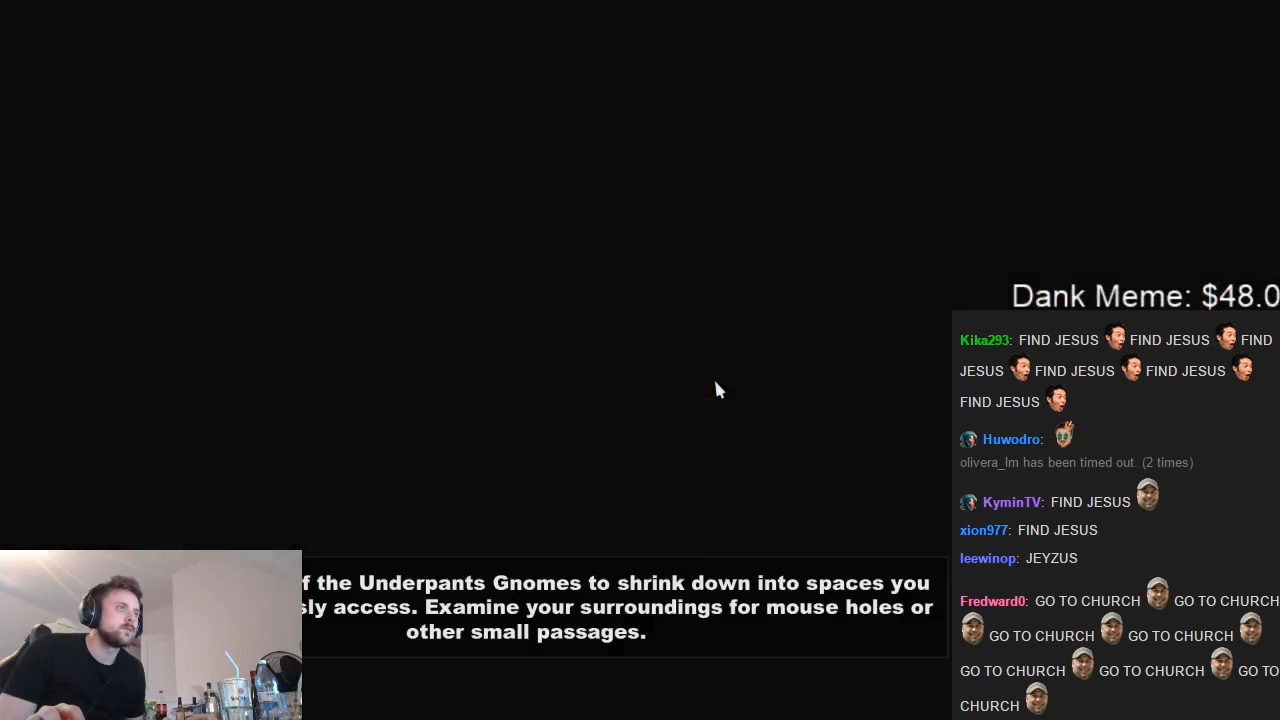 Dank Meme: $48.0
Kika293: FIND JESUS FIND JESUS FIND
JESUS FIND JESUS FIND JESUS
FIND JESUS
Huwodro:
olivera_lm has been timed out. (2 times)
KyminTV: FIND JESUS
xion977: FIND JESUS
leewinop: JEYZUS
Fredward0: GO TO CHURCH GO TO CHURCH
GO TO CHURCH GO TO CHURCH
GO TO CHURCH GO TO CHURCH GO TO
CHURCH
f the Underpants Gnomes to shrink down into spaces you
sly access. Examine your surroundings for mouse holes or
other small passages.